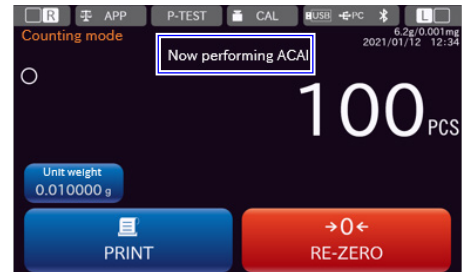 R APP P-TEST CAL USB PC L
Counting mode
6.2g/0.001mg
2021/01/12 12:34
Now performing ACAI
100 PCS
Unit weight
0.010000 g
PRINT
→0←
RE-ZERO